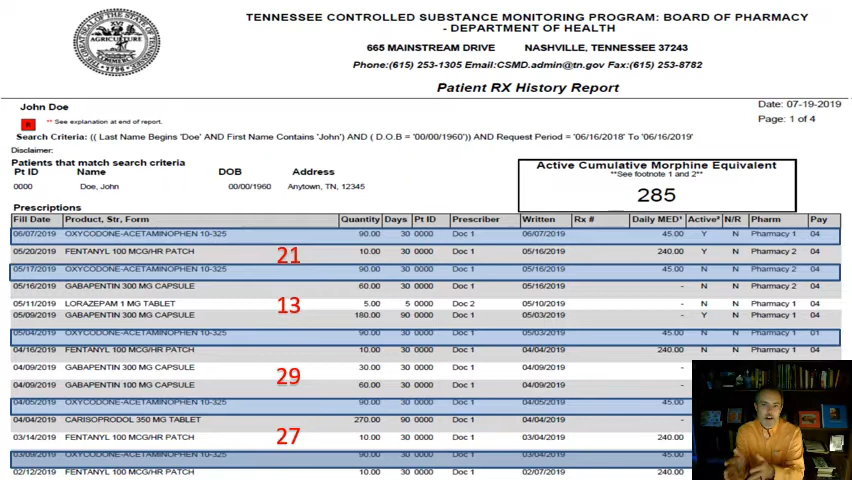 TENNESSEE CONTROLLED SUBSTANCE MONITORING PROGRAM: BOARD OF PHARMACY
- DEPARTMENT OF HEALTH
665 MAINSTREAM DRIVE NASHVILLE, TENNESSEE 37243
Phone:(615) 253-1305 Email:CSMD.admin@tn.gov Fax:(615) 253-8782
Patient RX History Report
XVI
AGRICULTURE
COMMERCE
1796
John Doe
Date: 07-19-2019
** See explanation at end of report.
Page: 1 of 4
Search Criteria: (( Last Name Begins 'Doe' AND First Name Contains 'John') AND ( D.O.B = '00/00/1960')) AND Request Period = '06/16/2018' To '06/16/2019'
Disclaimer:
Patients that match search criteria
Pt ID Name DOB Address
0000 Doe, John 00/00/1960 Anytown, TN, 12345
Active Cumulative Morphine Equivalent
**See footnote 1 and 2**
285
Prescriptions
Fill Date Product, Str, Form Quantity Days Pt ID Prescriber Written Rx # Daily MED¹ Active² N/R Pharm Pay
06/07/2019 OXYCODONE-ACETAMINOPHEN 10-325 90.00 30 0000 Doc 1 06/07/2019 45.00 Y N Pharmacy 1 04
05/20/2019 FENTANYL 100 MCG/HR PATCH 10.00 30 0000 Doc 1 05/16/2019 240.00 Y N Pharmacy 2 04
21
05/17/2019 OXYCODONE-ACETAMINOPHEN 10-325 90.00 30 0000 Doc 1 05/16/2019 45.00 N N Pharmacy 2 04
05/16/2019 GABAPENTIN 300 MG CAPSULE 60.00 30 0000 Doc 1 05/16/2019 - N N Pharmacy 2 04
05/11/2019 LORAZEPAM 1 MG TABLET 5.00 5 0000 Doc 2 05/10/2019 - N N Pharmacy 1 04
13
05/09/2019 GABAPENTIN 300 MG CAPSULE 180.00 90 0000 Doc 1 05/03/2019 - Y N Pharmacy 1 04
05/04/2019 OXYCODONE-ACETAMINOPHEN 10-325 90.00 30 0000 Doc 1 05/03/2019 45.00 N N Pharmacy 1 01
04/16/2019 FENTANYL 100 MCG/HR PATCH 10.00 30 0000 Doc 1 04/04/2019 240.00 N N Pharmacy 1 04
04/09/2019 GABAPENTIN 300 MG CAPSULE 30.00 30 0000 Doc 1 04/09/2019 -
29
04/09/2019 GABAPENTIN 100 MG CAPSULE 60.00 30 0000 Doc 1 04/09/2019 -
04/05/2019 OXYCODONE-ACETAMINOPHEN 10-325 90.00 30 0000 Doc 1 04/05/2019 45.00
04/04/2019 CARISOPRODOL 350 MG TABLET 270.00 90 0000 Doc 1 04/04/2019 -
27
03/14/2019 FENTANYL 100 MCG/HR PATCH 10.00 30 0000 Doc 1 03/04/2019 240.00
03/09/2019 OXYCODONE-ACETAMINOPHEN 10-325 90.00 30 0000 Doc 1 03/04/2019 45.00
02/12/2019 FENTANYL 100 MCG/HR PATCH 10.00 30 0000 Doc 1 02/07/2019 240.00